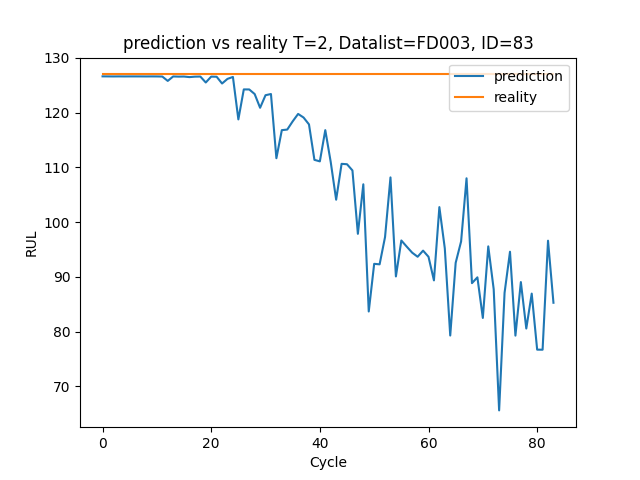 prediction vs reality T=2, Datalist=FD003, ID=83
prediction
reality
130
120
110
100
90
80
70
RUL
0 20 40 60 80
Cycle